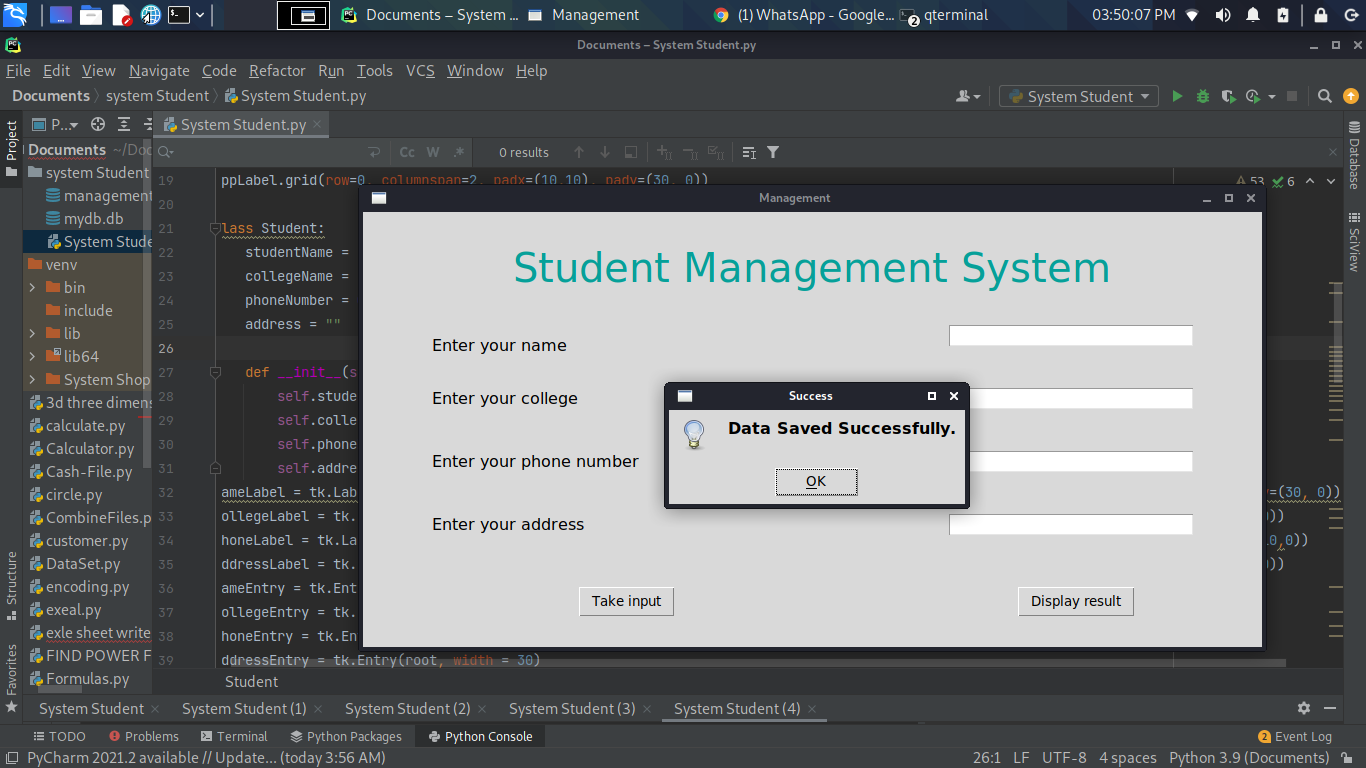 Documents – System ...
Management
(1) WhatsApp - Google...
2
qterminal
03:50:07 PM
Documents – System Student.py
File Edit View Navigate Code Refactor Run Tools VCS Window Help
Documents system Student System Student.py
System Student
Project
P...
System Student.py
Documents ~/Doc
Cc W .*
0 results
system Student
management
mydb.db
System Stude
venv
bin
include
lib
lib64
System Shop
3d three dimens
calculate.py
Calculator.py
Cash-File.py
circle.py
CombineFiles.p
customer.py
DataSet.py
encoding.py
exeal.py
exle sheet write
FIND POWER F
Formulas.py
Structure
Favorites
Database
SciView
53 6
19 ppLabel.grid(row=0, columnspan=2, padx=(10,10), pady=(30, 0))
20
21 lass Student:
22 studentName =
23 collegeName =
24 phoneNumber =
25 address = ""
26
27 def __init__(s
28 self.stude
29 self.colle
30 self.phone
31 self.addre
32 ameLabel = tk.Lab =(30, 0))
33 ollegeLabel = tk. ))
34 honeLabel = tk.La 0,0))
35 ddressLabel = tk. ))
36 ameEntry = tk.Ent
37 ollegeEntry = tk.
38 honeEntry = tk.En
39 ddressEntry = tk.Entry(root, width = 30)
Student
Management
Student Management System
Enter your name
Enter your college
Enter your phone number
Enter your address
Take input
Display result
Success
Data Saved Successfully.
OK
System Student System Student (1) System Student (2) System Student (3) System Student (4)
TODO Problems Terminal Python Packages Python Console
2 Event Log
PyCharm 2021.2 available // Update... (today 3:56 AM)
26:1 LF UTF-8 4 spaces Python 3.9 (Documents)